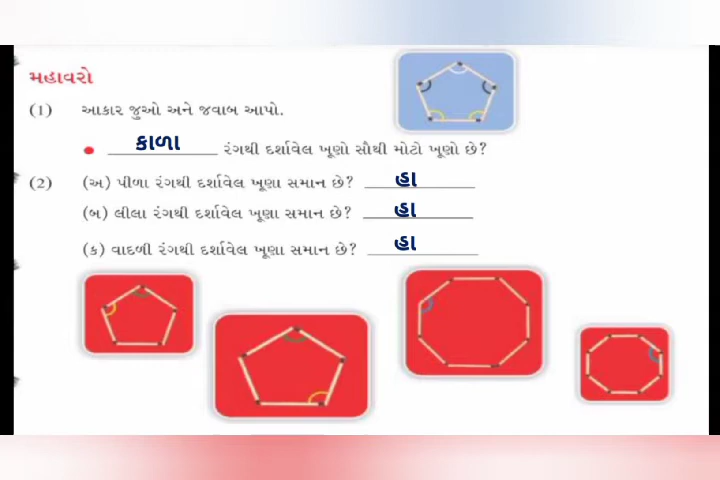 મહાવરો
(1) આકાર જુઓ અને જવાબ આપો.
● કાળા રંગથી દર્શાવેલ ખૂણો સૌથી મોટો ખૂણો છે?
(2) (અ) પીળા રંગથી દર્શાવેલ ખૂણા સમાન છે? હા
(બ) લીલા રંગથી દર્શાવેલ ખૂણા સમાન છે? હા
(ક) વાદળી રંગથી દર્શાવેલ ખૂણા સમાન છે? હા